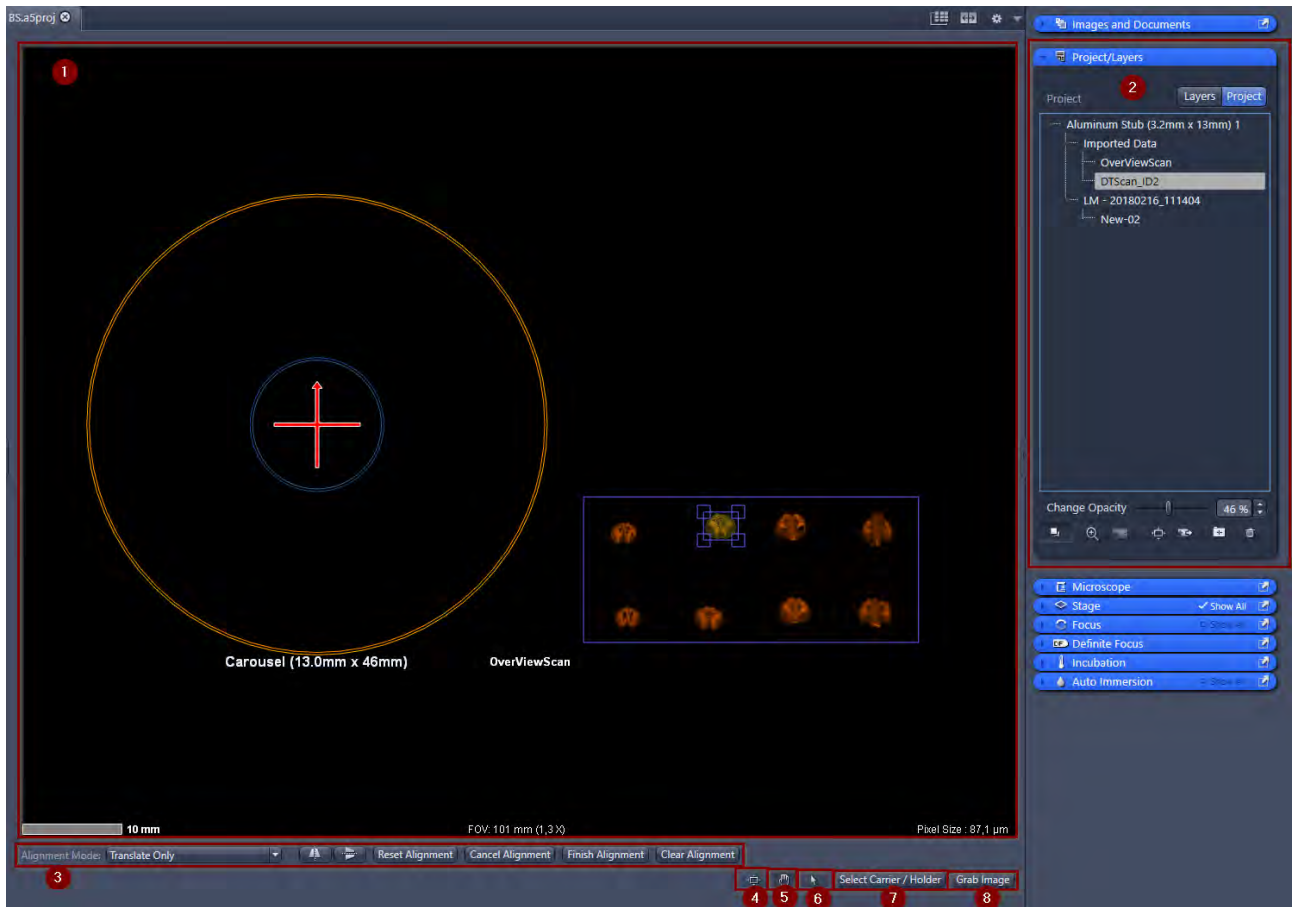 BS.a5proj
Images and Documents
1
Project/Layers
2
Project
Layers Project
Aluminum Stub (3.2mm x 13mm) 1
Imported Data
OverViewScan
DTScan_ID2
LM - 20180216_111404
New-02
Carousel (13.0mm x 46mm)
OverViewScan
Change Opacity
46 %
Microscope
Stage
Show All
Focus
Show All
Definite Focus
Incubation
Auto Immersion
Show All
10 mm
FOV: 101 mm (1,3 X)
Pixel Size : 87,1 µm
Alignment Mode: Translate Only
Reset Alignment
Cancel Alignment
Finish Alignment
Clear Alignment
3
Select Carrier / Holder
Grab Image
4
5
6
7
8